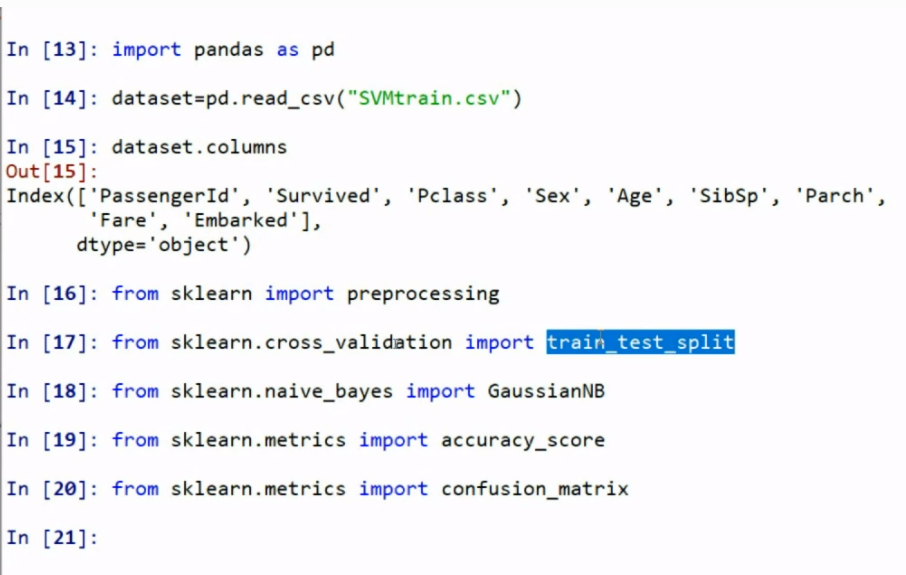 In [13]: import pandas as pd
In [14]: dataset=pd.read_csv("SVMtrain.csv")
In [15]: dataset.columns
Out[15]:
Index(['PassengerId', 'Survived', 'Pclass', 'Sex', 'Age', 'SibSp', 'Parch',
'Fare', 'Embarked'],
dtype='object')
In [16]: from sklearn import preprocessing
In [17]: from sklearn.cross_validation import train_test_split
In [18]: from sklearn.naive_bayes import GaussianNB
In [19]: from sklearn.metrics import accuracy_score
In [20]: from sklearn.metrics import confusion_matrix
In [21]: